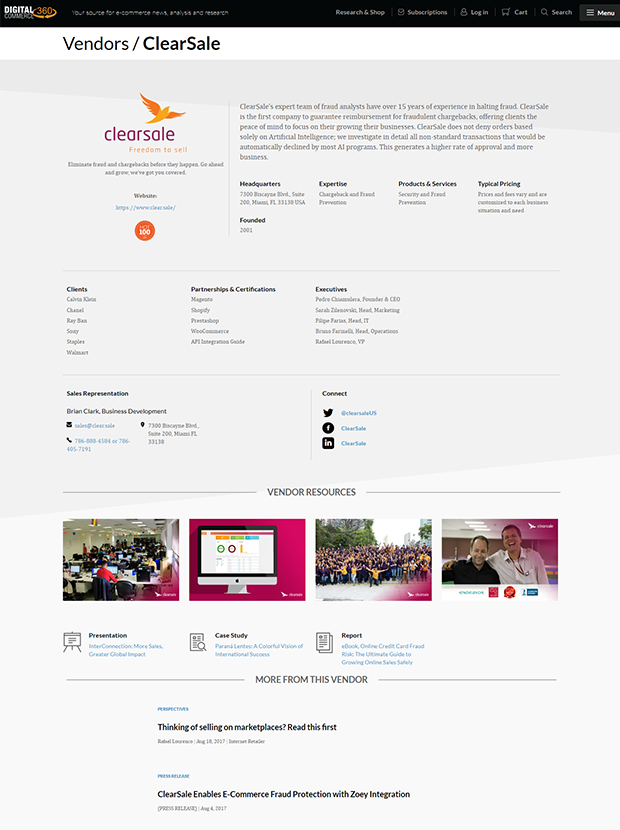 DIGITAL COMMERCE 360
Your source for e-commerce news, analysis and research
Research & Shop
Subscriptions
Log in
Cart
Search
Menu
Vendors / ClearSale
clearsale
Freedom to sell
Eliminate fraud and chargebacks before they happen. Go ahead
and grow, we've got you covered.
Website:
https://www.clear.sale/
100
ClearSale's expert team of fraud analysts have over 15 years of experience in halting fraud. ClearSale
is the first company to guarantee reimbursement for fraudulent chargebacks, offering clients the
peace of mind to focus on their growing their businesses. ClearSale does not deny orders based
solely on Artificial Intelligence; we investigate in detail all non-standard transactions that would be
automatically declined by most AI programs. This generates a higher rate of approval and more
business.
Headquarters
7300 Biscayne Blvd., Suite
200, Miami, FL 33138 USA
Expertise
Chargeback and Fraud
Prevention
Products & Services
Security and Fraud
Prevention
Typical Pricing
Prices and fees vary and are
customized to each business
situation and need
Founded
2001
Clients
Calvin Klein
Chanel
Ray Ban
Sony
Staples
Walmart
Partnerships & Certifications
Magento
Shopify
Prestashop
WooCommerce
API Integration Guide
Executives
Pedro Chiamulera, Founder & CEO
Sarah Zilenovski, Head, Marketing
Filipe Farias, Head, IT
Bruno Farinelli, Head, Operations
Rafael Lourenco, VP
Sales Representation
Brian Clark, Business Development
sales@clear.sale
786-888-4584 or 786-
405-7191
7300 Biscayne Blvd.,
Suite 200, Miami FL
33138
Connect
@clearsaleUS
ClearSale
ClearSale
VENDOR RESOURCES
clearsale
clearsale
clearsale
clearsale
Presentation
InterConnection: More Sales,
Greater Global Impact
Case Study
Paraná Lentes: A Colorful Vision of
International Success
Report
eBook, Online Credit Card Fraud
Risk: The Ultimate Guide to
Growing Online Sales Safely
MORE FROM THIS VENDOR
PERSPECTIVES
Thinking of selling on marketplaces? Read this first
Rafael Lourenco | Aug 18, 2017 | Internet Retailer
PRESS RELEASE
ClearSale Enables E-Commerce Fraud Protection with Zoey Integration
(PRESS RELEASE) | Aug 4, 2017